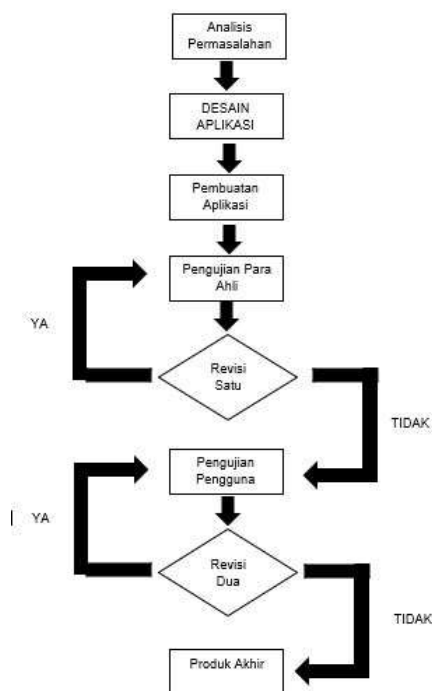 Analisis
Permasalahan
DESAIN
APLIKASI
Pembuatan
Aplikasi
Pengujian Para
Ahli
YA
Revisi
Satu
TIDAK
Pengujian
Pengguna
YA
Revisi
Dua
TIDAK
Produk Akhir